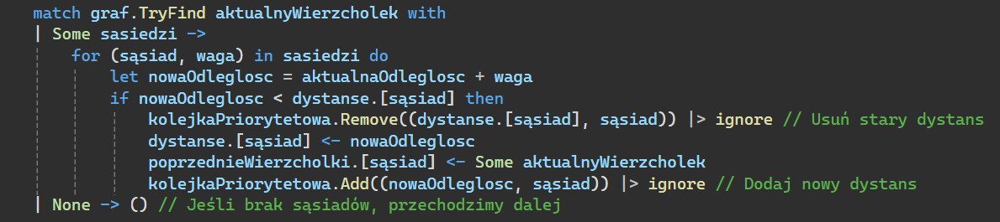 match graf.TryFind aktualnyWierzcholek with
| Some sasiedzi ->
for (sąsiad, waga) in sasiedzi do
let nowaOdleglosc = aktualnaOdleglosc + waga
if nowaOdleglosc < dystanse.[sąsiad] then
kolejkaPriorytetowa.Remove((dystanse.[sąsiad], sąsiad)) |> ignore // Usuń stary dystans
dystanse.[sąsiad] <- nowaOdleglosc
poprzednieWierzcholki.[sąsiad] <- Some aktualnyWierzcholek
kolejkaPriorytetowa.Add((nowaOdleglosc, sąsiad)) |> ignore // Dodaj nowy dystans
| None -> () // Jeśli brak sąsiadów, przechodzimy dalej